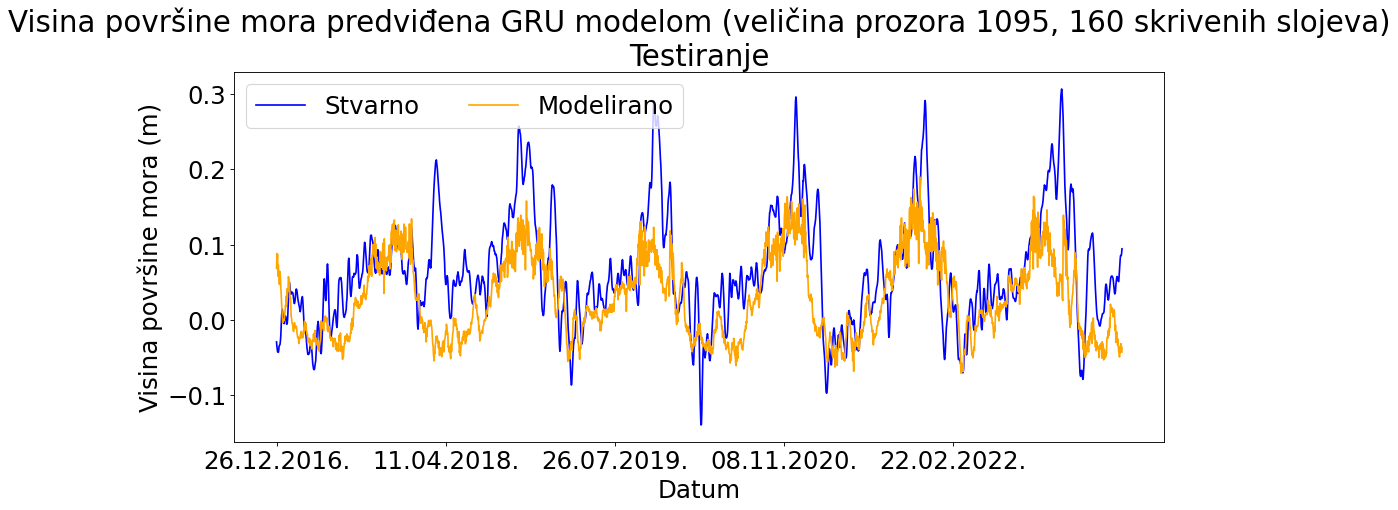 Visina površine mora predviđena GRU modelom (veličina prozora 1095, 160 skrivenih slojeva)
Testiranje
Stvarno
Modelirano
Visina površine mora (m)
0.3
0.2
0.1
0.0
−0.1
26.12.2016.
11.04.2018.
26.07.2019.
08.11.2020.
22.02.2022.
Datum